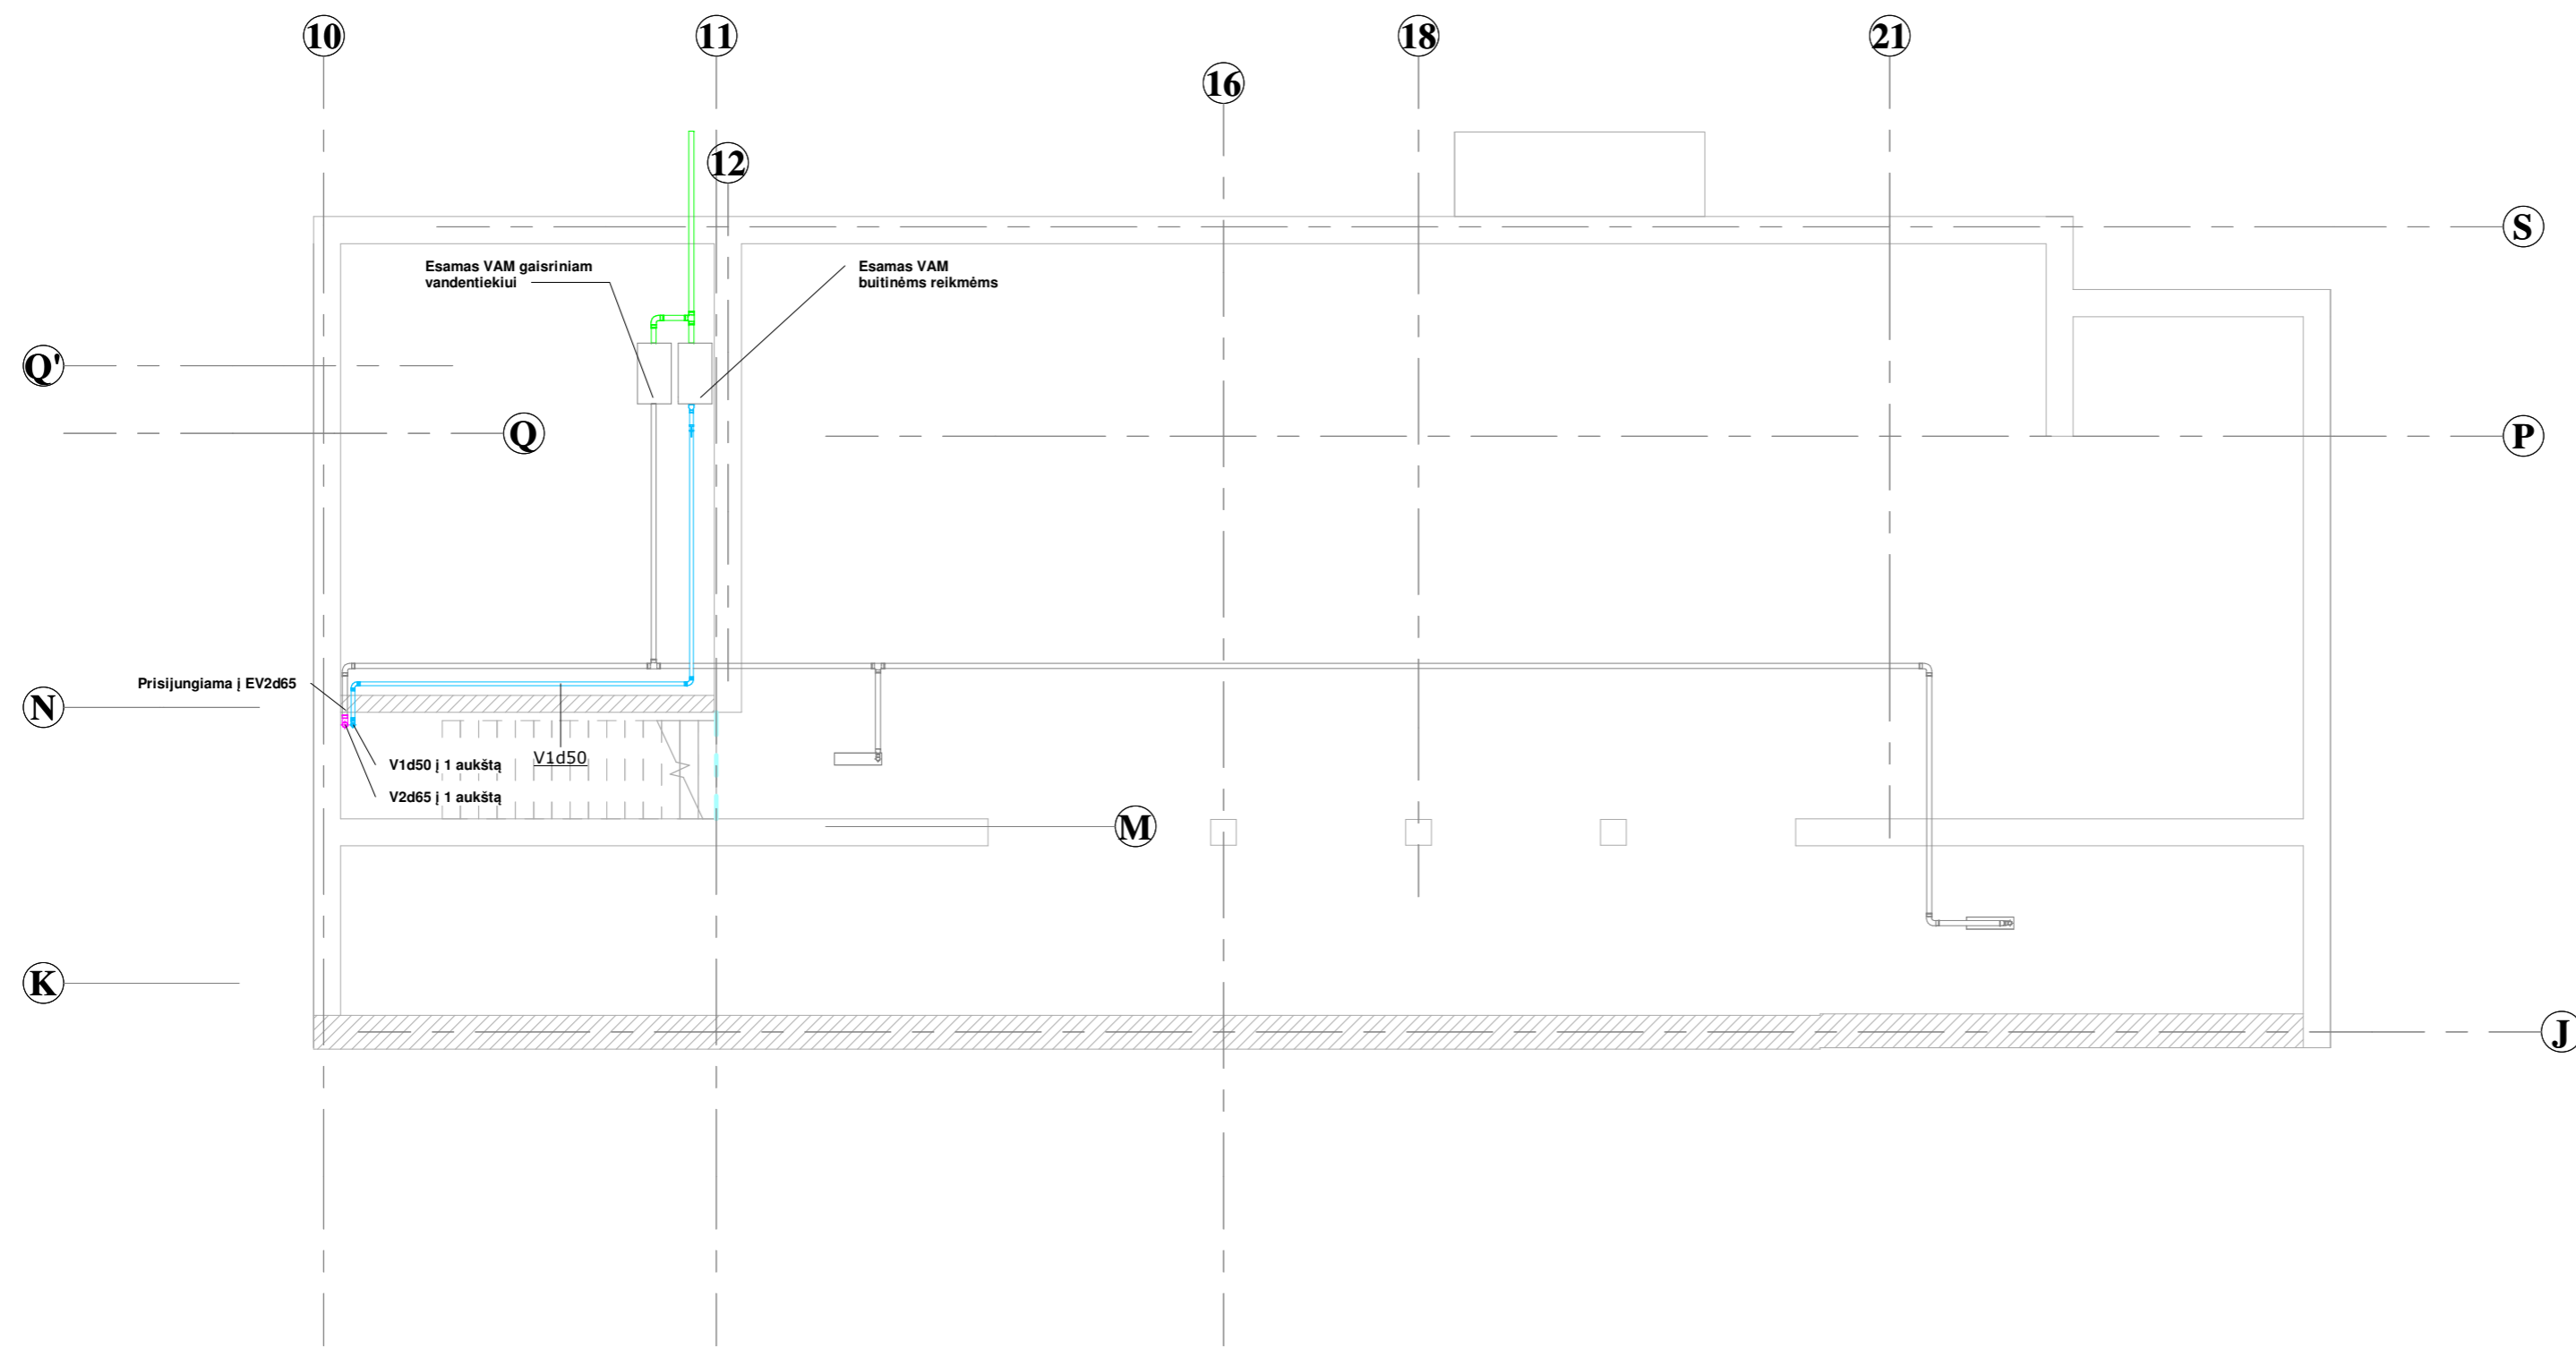 10
11
18
21
16
12
S
Esamas VAM gaisriniam
vandentiekiui
Esamas VAM
buitinėms reikmėms
Q'
Q
P
Prisijungiama į EV2d65
N
V1d50
V1d50 į 1 aukštą
V2d65 į 1 aukštą
M
K
J